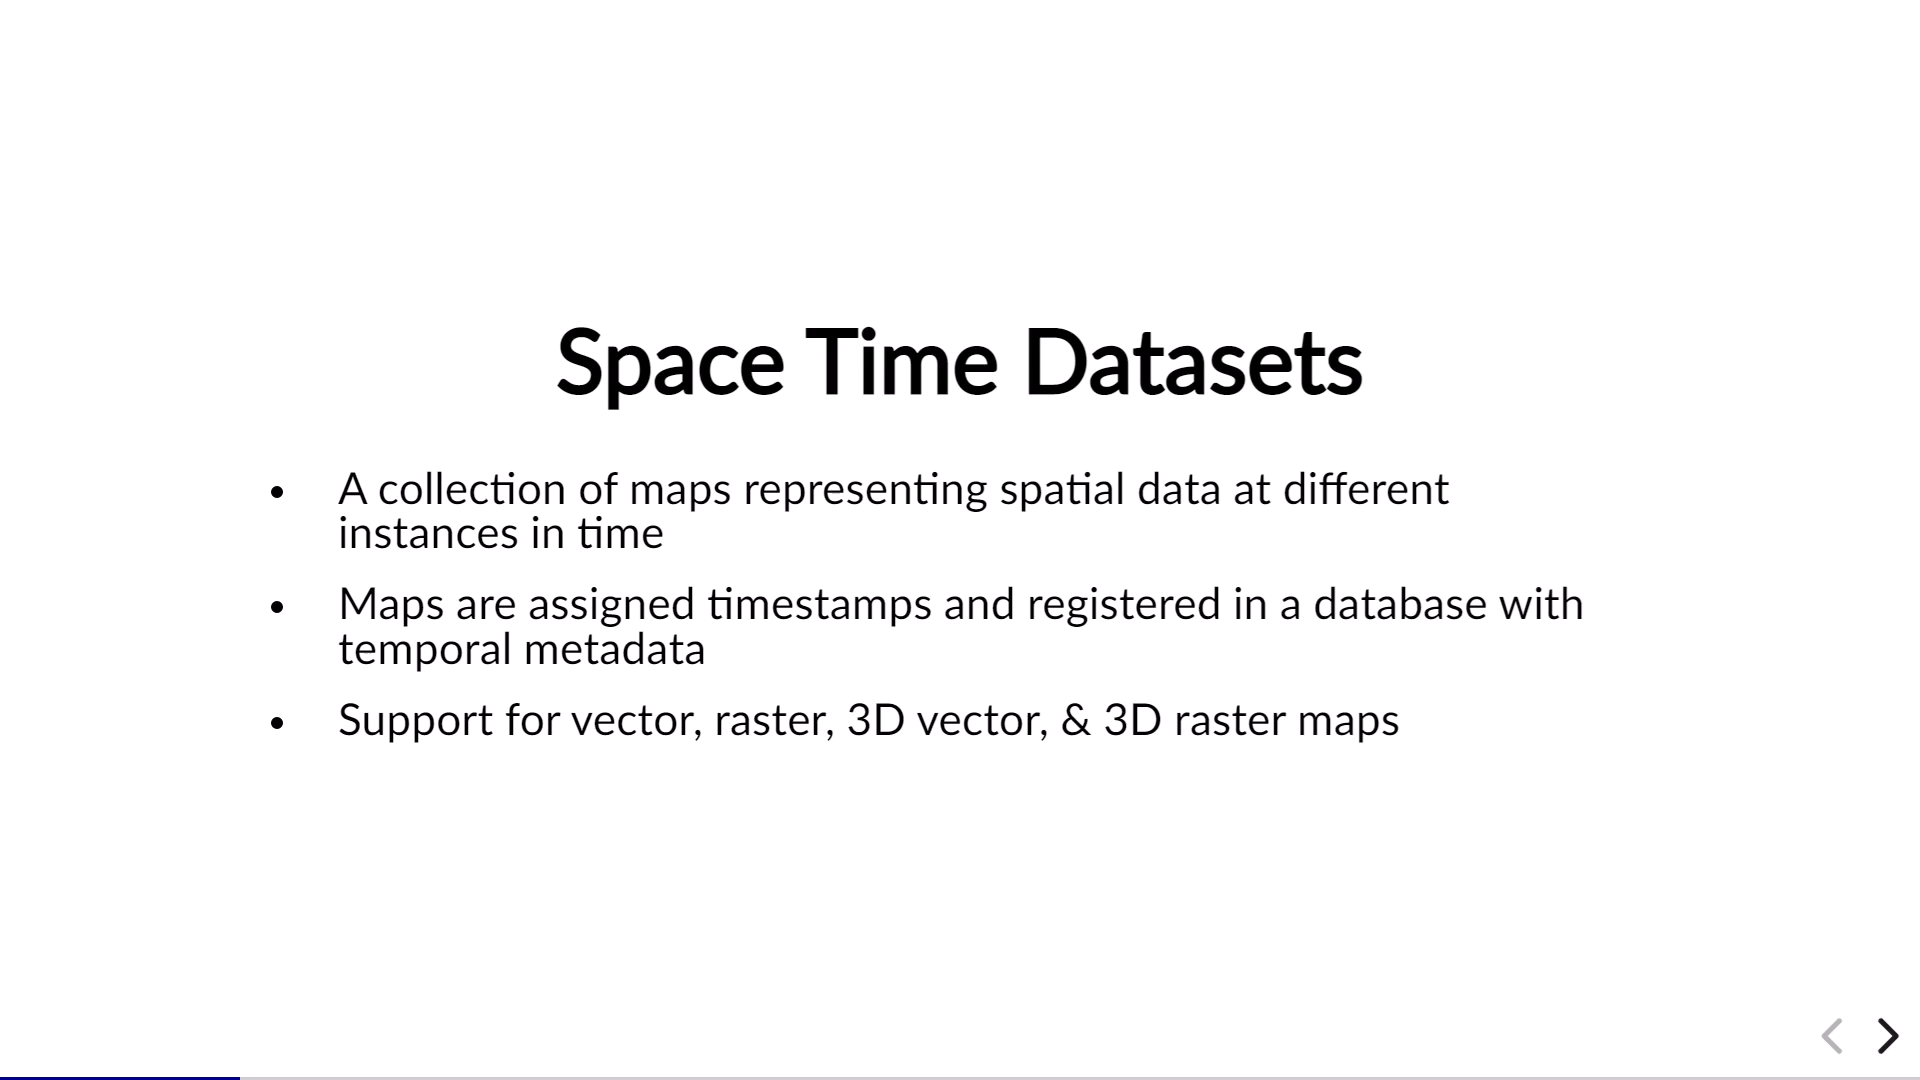 Space Time Datasets
• A collection of maps representing spatial data at different
instances in time
• Maps are assigned timestamps and registered in a database with
temporal metadata
• Support for vector, raster, 3D vector, & 3D raster maps